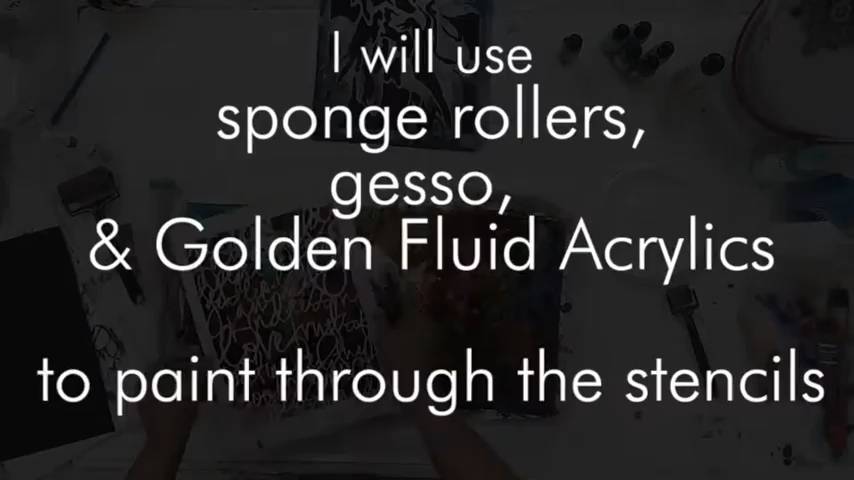 I will use
sponge rollers,
gesso,
& Golden Fluid Acrylics
to paint through the stencils